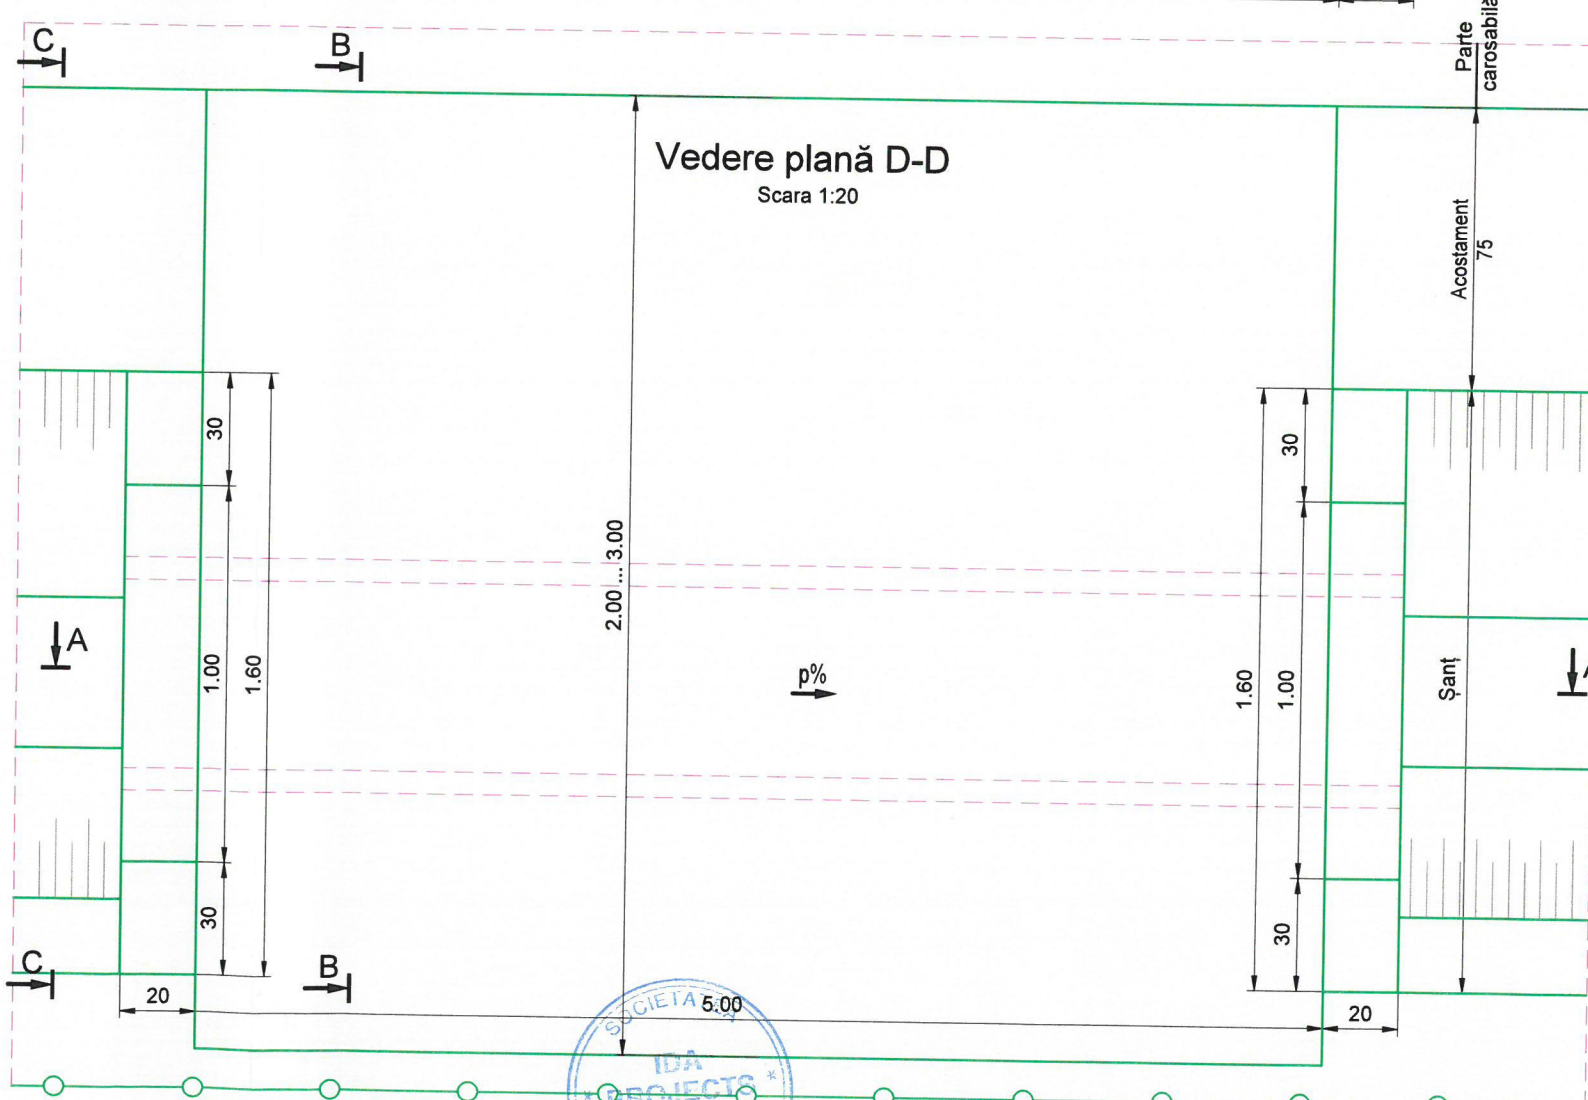 C
B
Parte
carosabilă
Vedere plană D-D
Scara 1:20
Acostament
75
30
30
2.00 ... 3.00
A
1.00
1.60
p%
1.60
1.00
Șanț
A
30
30
C
B
20
5.00
20
SOCIETATEA
IDA
* PROJECTS *